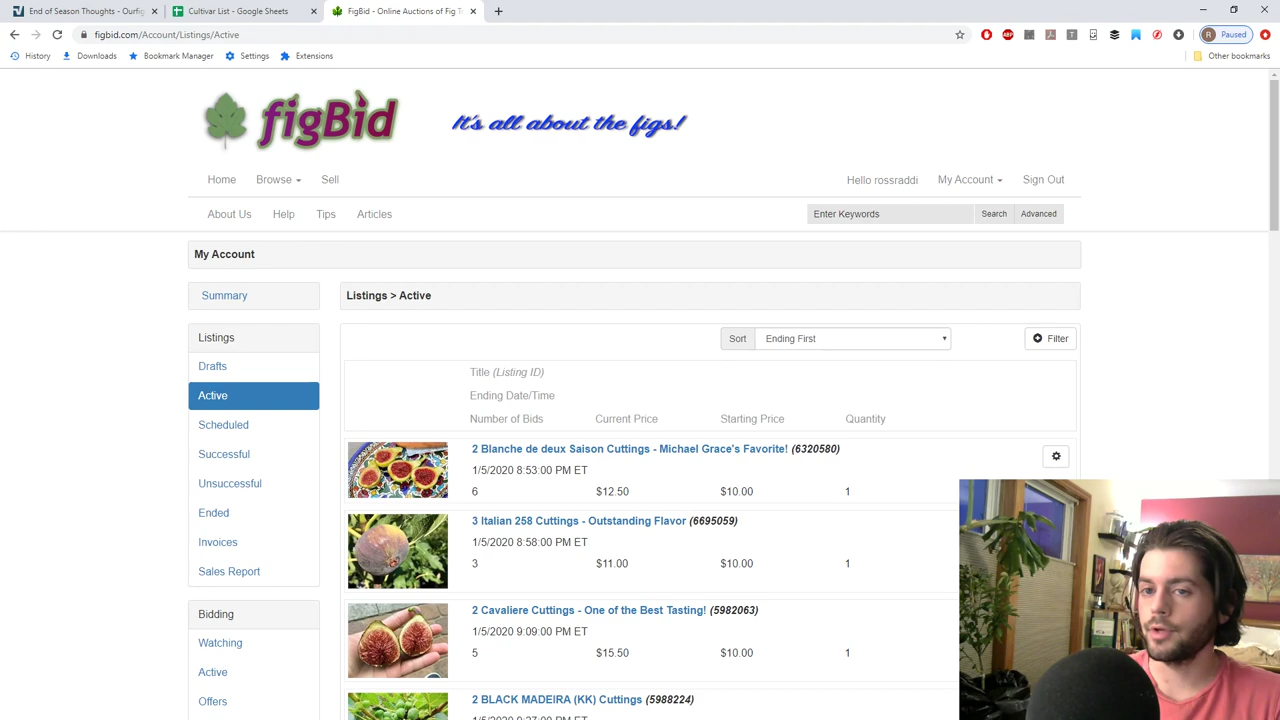 End of Season Thoughts - Ourfig
Cultivar List - Google Sheets
FigBid - Online Auctions of Fig T
figbid.com/Account/Listings/Active
Paused
History
Downloads
Bookmark Manager
Settings
Extensions
Other bookmarks
figBid
It's all about the figs!
Home
Browse
Sell
Hello rossraddi
My Account
Sign Out
About Us
Help
Tips
Articles
Enter Keywords
Search
Advanced
My Account
Summary
Listings > Active
Listings
Drafts
Active
Scheduled
Successful
Unsuccessful
Ended
Invoices
Sales Report
Bidding
Watching
Active
Offers
Sort
Ending First
Filter
Title (Listing ID)
Ending Date/Time
Number of Bids Current Price Starting Price Quantity
2 Blanche de deux Saison Cuttings - Michael Grace's Favorite! (6320580)
1/5/2020 8:53:00 PM ET
6 $12.50 $10.00 1
3 Italian 258 Cuttings - Outstanding Flavor (6695059)
1/5/2020 8:58:00 PM ET
3 $11.00 $10.00 1
2 Cavaliere Cuttings - One of the Best Tasting! (5982063)
1/5/2020 9:09:00 PM ET
5 $15.50 $10.00 1
2 BLACK MADEIRA (KK) Cuttings (5988224)
1/5/2020 9:27:00 PM ET